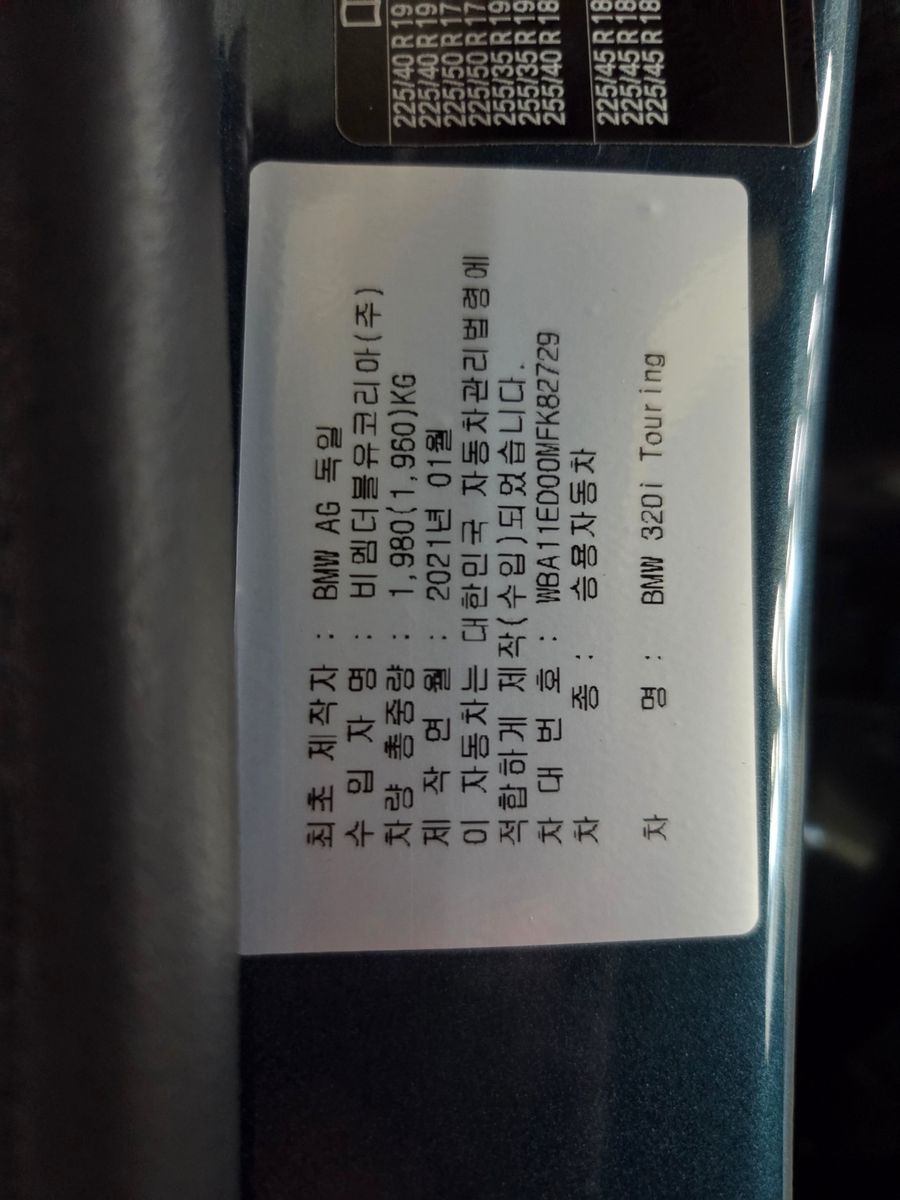 225/40 R 19
225/40 R 19
225/50 R 17
225/50 R 17
255/35 R 19
255/35 R 19
255/40 R 18
225/45 R 18
225/45 R 18
225/45 R 18
최초 제작자 : BMW AG 독일
수 입 자 명 : 비엠더블유코리아(주)
차량 총중량 : 1,980(1,960)KG
제 작 연 월 : 2021년 01월
이 자동차는 대한민국 자동차관리법령에
적합하게 제작(수입)되었습니다.
차 대 번 호 : WBA11ED00MFK82729
차 종 : 승용자동차
차 명 : BMW 320i Touring